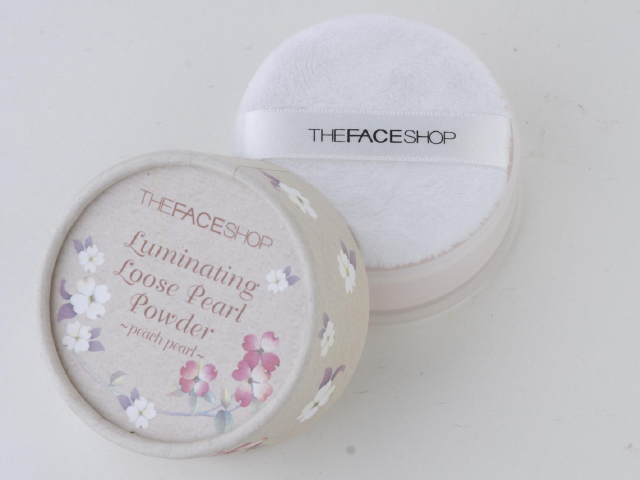 THEFACESHOP
THEFACESHOP
Luminating
Loose Pearl
Powder
~peach pearl~